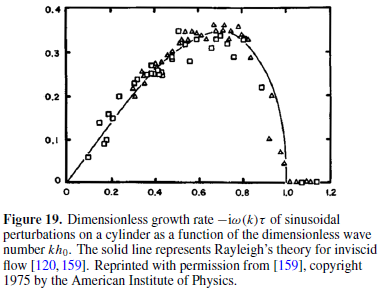 0.4
0.3
0.2
0.1
0
0 0.2 0.4 0.6 0.8 1.0 1.2
Figure 19. Dimensionless growth rate −iω(k)τ of sinusoidal
perturbations on a cylinder as a function of the dimensionless wave
number kh₀. The solid line represents Rayleigh's theory for inviscid
flow [120, 159]. Reprinted with permission from [159], copyright
1975 by the American Institute of Physics.